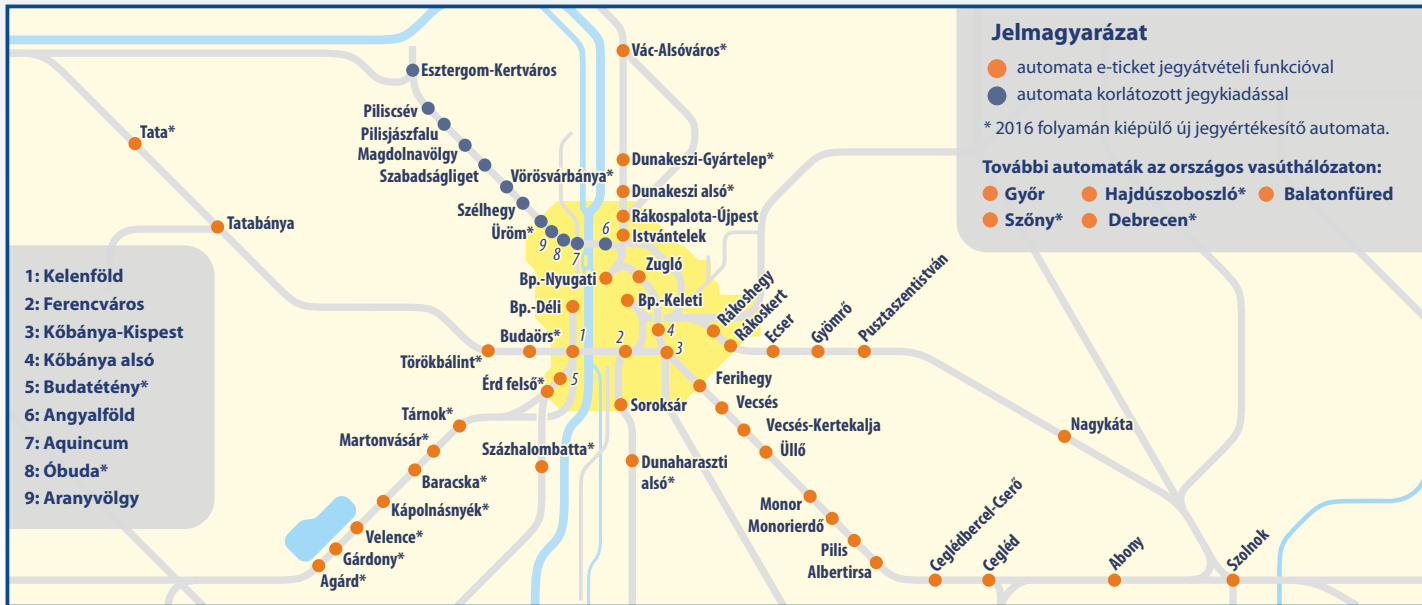 Jelmagyarázat
automata e-ticket jegyátvételi funkcióval
automata korlátozott jegykiadással
* 2016 folyamán kiépülő új jegyértékesítő automata.
További automaták az országos vasúthálózaton:
Győr
Hajdúszoboszló*
Balatonfüred
Szőny*
Debrecen*
Vác-Alsóváros*
Esztergom-Kertváros
Piliscsév
Pilisjászfalu
Magdolnavölgy
Szabadságliget
Vörösvárbánya*
Szélhegy
Üröm*
9
8
7
6
Tata*
Tatabánya
Dunakeszi-Gyártelep*
Dunakeszi alsó*
Rákospalota-Újpest
Istvántelek
Zugló
Bp.-Nyugati
Bp.-Keleti
Bp.-Déli
Budaörs*
1
2
4
3
Törökbálint*
Érd felső*
5
Rákoshegy
Rákoskert
Ecser
Gyömrő
Pusztaszentistván
Ferihegy
Vecsés
Vecsés-Kertekalja
Üllő
Soroksár
Tárnok*
Martonvásár*
Baracska*
Kápolnásnyék*
Velence*
Gárdony*
Agárd*
Százhalombatta*
Dunaharaszti
alsó*
Monor
Monorierdő
Pilis
Albertirsa
Ceglédbercel-Cserő
Cegléd
Abony
Szolnok
Nagykáta
1: Kelenföld
2: Ferencváros
3: Kőbánya-Kispest
4: Kőbánya alsó
5: Budatétény*
6: Angyalföld
7: Aquincum
8: Óbuda*
9: Aranyvölgy